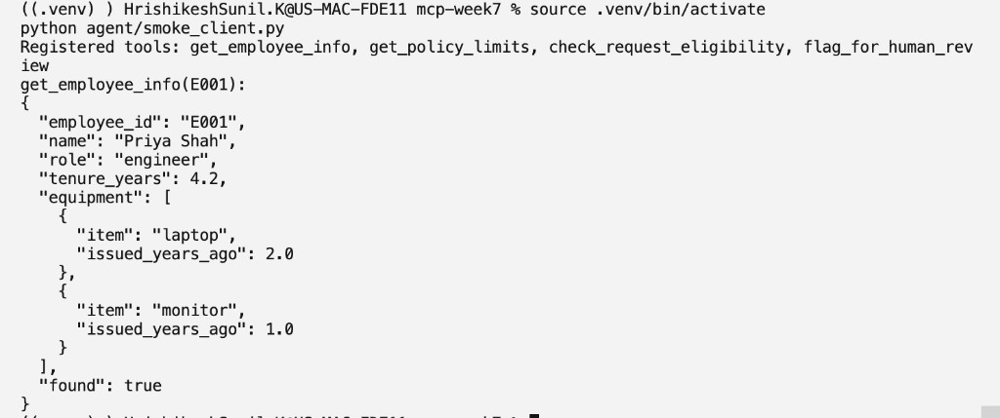 ((.venv) ) HrishikeshSunil.K@US-MAC-FDE11 mcp-week7 % source .venv/bin/activate
python agent/smoke_client.py
Registered tools: get_employee_info, get_policy_limits, check_request_eligibility, flag_for_human_rev
iew
get_employee_info(E001):
{
  "employee_id": "E001",
  "name": "Priya Shah",
  "role": "engineer",
  "tenure_years": 4.2,
  "equipment": [
    {
      "item": "laptop",
      "issued_years_ago": 2.0
    },
    {
      "item": "monitor",
      "issued_years_ago": 1.0
    }
  ],
  "found": true
}